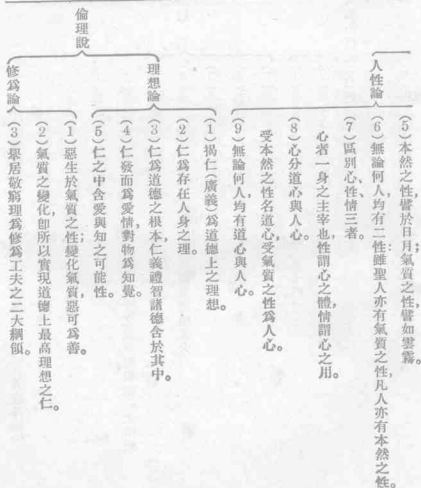 人性論
(5) 本然之性,譬於日月;氣質之性,譬如雲霧。
(6) 無論何人,均有二性:雖聖人亦有氣質之性,凡人亦有本然之性。
(7) 區別心、性、情三者。
心者一身之主宰也性謂心之體情謂心之用。
(8) 心分道心與人心。
受本然之性名道心,受氣質之性爲人心。
(9) 無論何人均有道心與人心。
倫理說
理想論
(1) 揭仁(廣義)爲道德上之理想。
(2) 仁爲存在人身之理。
(3) 仁爲道德之根本仁義禮智諸德含於其中。
(4) 仁發而爲愛情,對物爲知覺。
(5) 仁之中含愛與知之可能性。
修爲論
(1) 惡生於氣質之性;變化氣質,惡可爲善。
(2) 氣質之變化,卽所以實現道德上最高理想之仁。
(3) 舉居敬窮理爲修爲工夫之二大綱領。